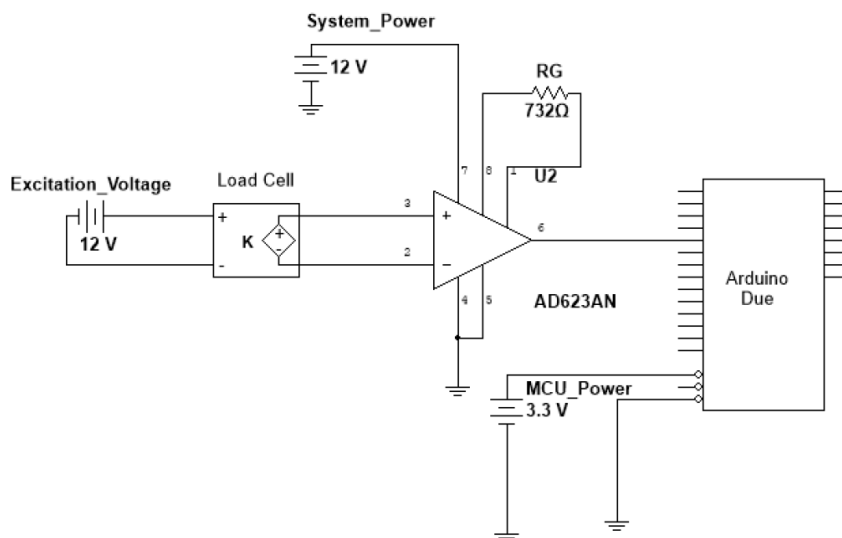 System_Power
12 V
RG
732Ω
7
8
1
U2
Excitation_Voltage
Load Cell
12 V
+
-
K
+
-
3
2
+
-
6
4
5
AD623AN
Arduino
Due
MCU_Power
3.3 V